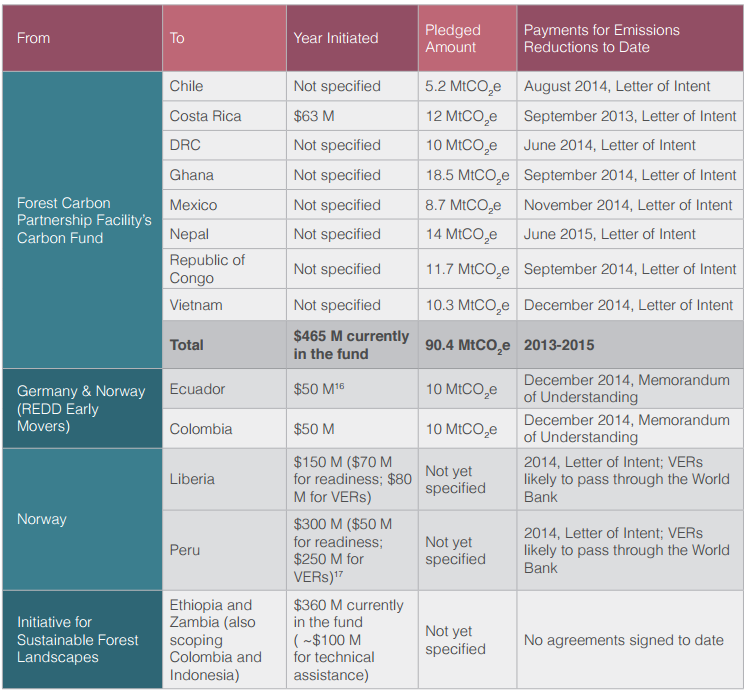 From To Year Initiated Pledged Amount Payments for Emissions Reductions to Date
Forest Carbon Partnership Facility's Carbon Fund
Chile Not specified 5.2 MtCO₂e August 2014, Letter of Intent
Costa Rica $63 M 12 MtCO₂e September 2013, Letter of Intent
DRC Not specified 10 MtCO₂e June 2014, Letter of Intent
Ghana Not specified 18.5 MtCO₂e September 2014, Letter of Intent
Mexico Not specified 8.7 MtCO₂e November 2014, Letter of Intent
Nepal Not specified 14 MtCO₂e June 2015, Letter of Intent
Republic of Congo Not specified 11.7 MtCO₂e September 2014, Letter of Intent
Vietnam Not specified 10.3 MtCO₂e December 2014, Letter of Intent
Total $465 M currently in the fund 90.4 MtCO₂e 2013-2015
Germany & Norway (REDD Early Movers)
Ecuador $50 M¹⁶ 10 MtCO₂e December 2014, Memorandum of Understanding
Colombia $50 M 10 MtCO₂e December 2014, Memorandum of Understanding
Norway
Liberia $150 M ($70 M for readiness; $80 M for VERs) Not yet specified 2014, Letter of Intent; VERs likely to pass through the World Bank
Peru $300 M ($50 M for readiness; $250 M for VERs)¹⁷ Not yet specified 2014, Letter of Intent; VERs likely to pass through the World Bank
Initiative for Sustainable Forest Landscapes
Ethiopia and Zambia (also scoping Colombia and Indonesia) $360 M currently in the fund ( ~$100 M for technical assistance) Not yet specified No agreements signed to date